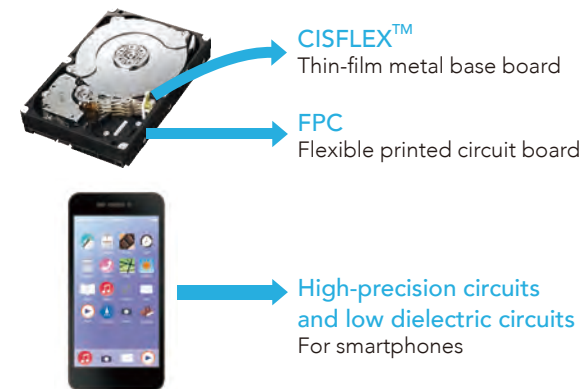 CISFLEX™
Thin-film metal base board
FPC
Flexible printed circuit board
High-precision circuits
and low dielectric circuits
For smartphones